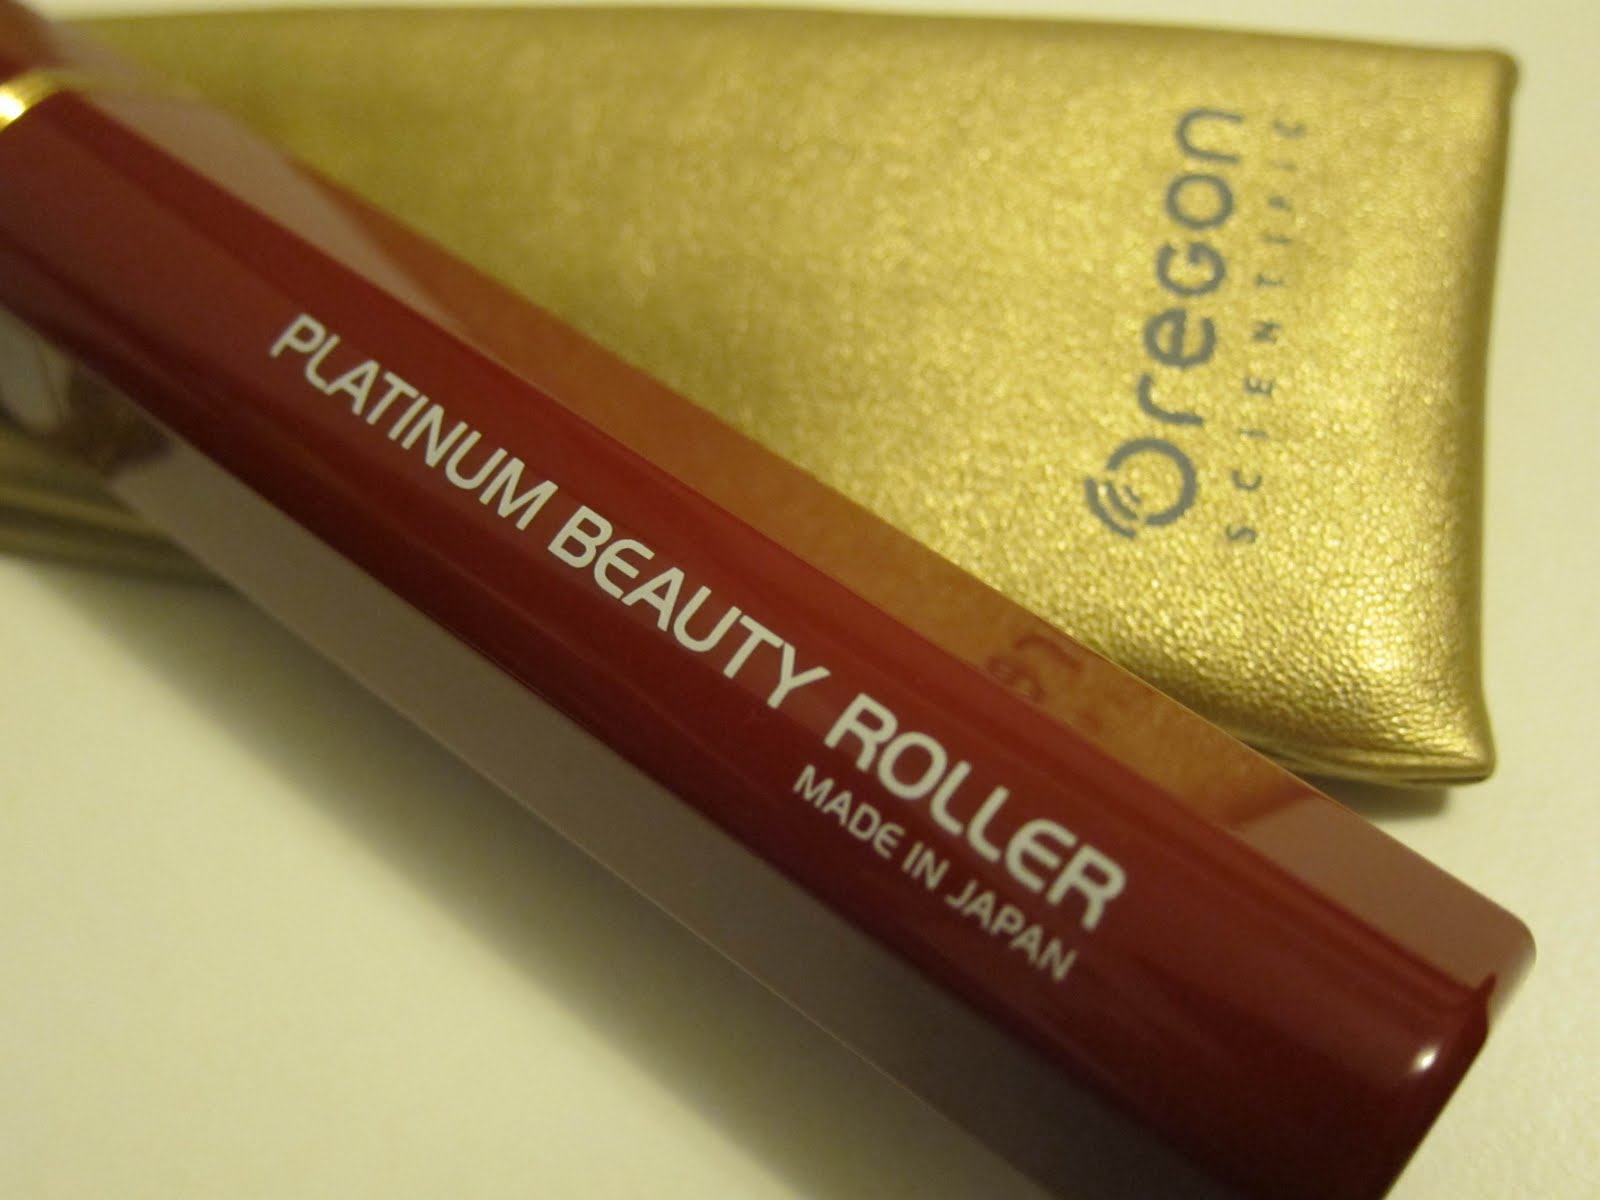 Oregon
SCIENTIFIC
PLATINUM BEAUTY ROLLER
MADE IN JAPAN